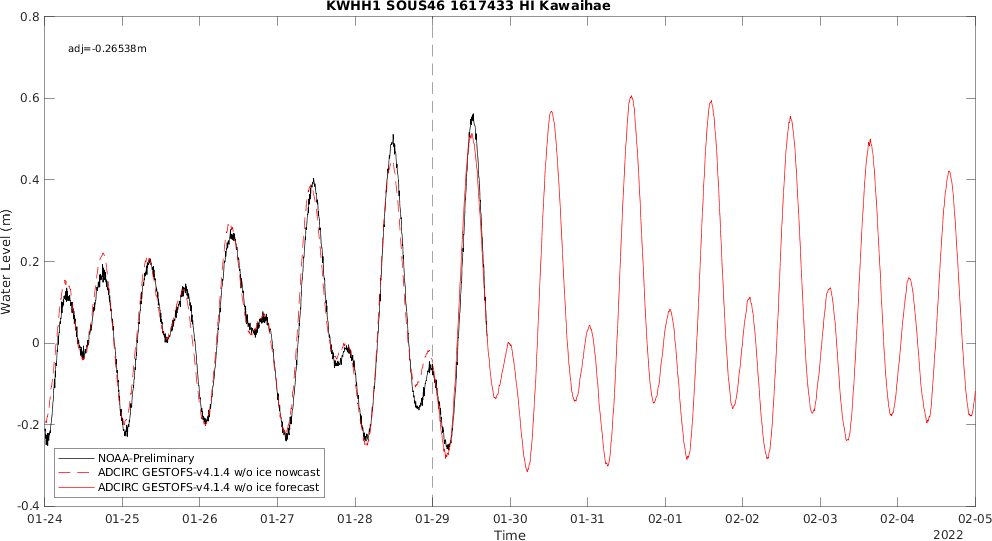 KWHH1 SOUS46 1617433 HI Kawaihae
adj=-0.26538m
0.8
0.6
0.4
0.2
0
-0.2
-0.4
Water Level (m)
NOAA-Preliminary
ADCIRC GESTOFS-v4.1.4 w/o ice nowcast
ADCIRC GESTOFS-v4.1.4 w/o ice forecast
01-24 01-25 01-26 01-27 01-28 01-29 01-30 01-31 02-01 02-02 02-03 02-04 02-05
Time
2022